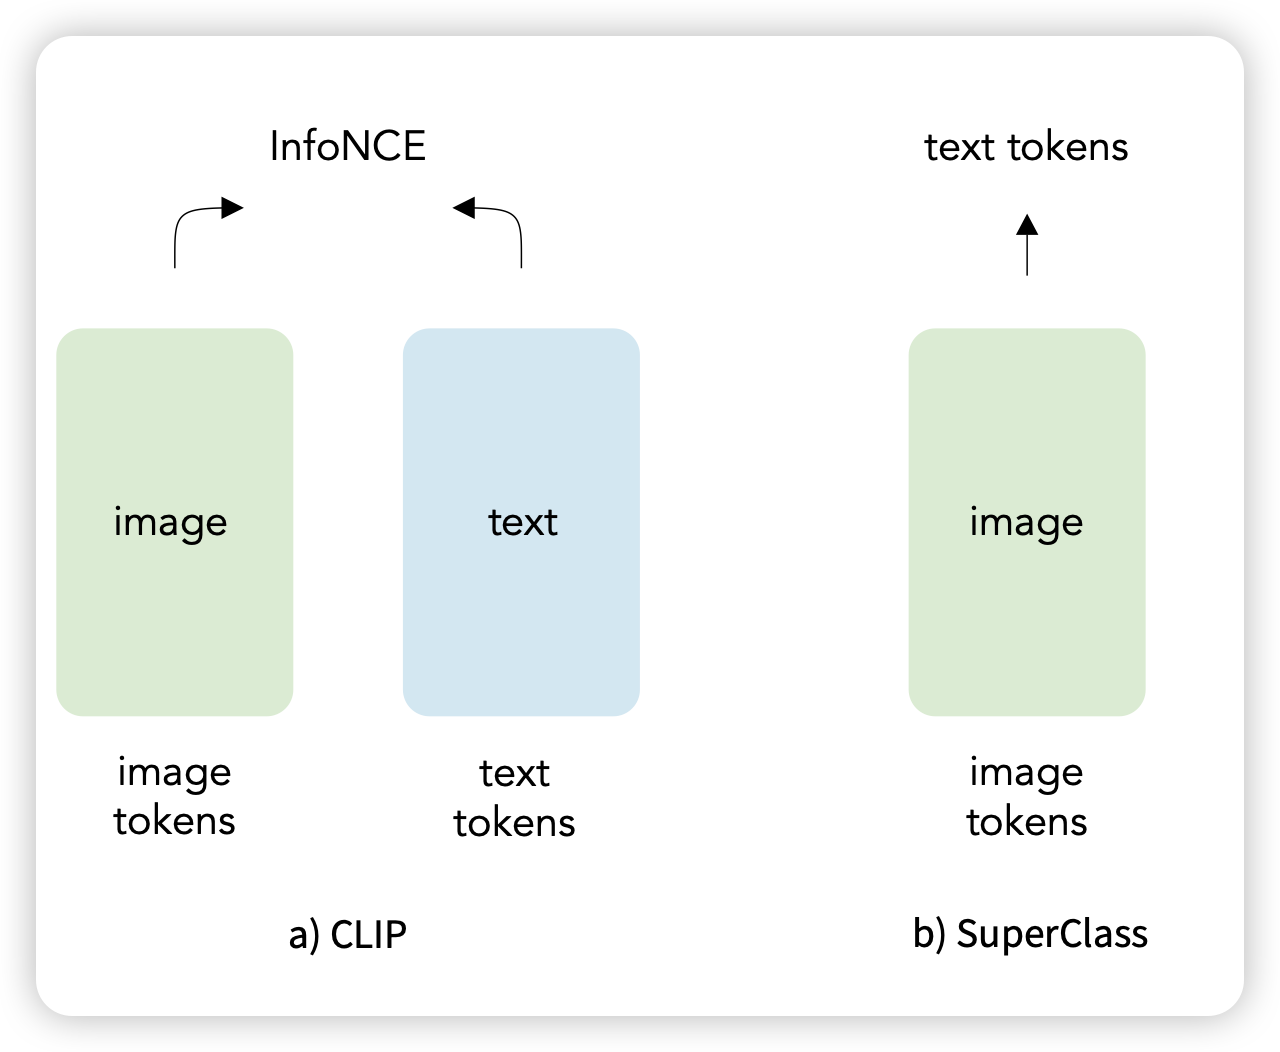 InfoNCE
image
text
image
tokens
text
tokens
a) CLIP
text tokens
image
image
tokens
b) SuperClass